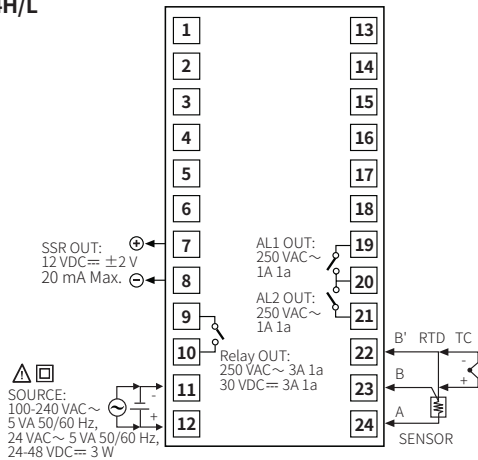 4H/L
1
2
3
4
5
6
7
8
9
10
11
12
13
14
15
16
17
18
19
20
21
22
23
24
SSR OUT:
12 VDC⎓ ±2 V
20 mA Max.
+
-
Relay OUT:
250 VAC~ 3A 1a
30 VDC⎓ 3A 1a
SOURCE:
100-240 VAC~
5 VA 50/60 Hz,
24 VAC~ 5 VA 50/60 Hz,
24-48 VDC⎓ 3 W
-
+
AL1 OUT:
250 VAC~
1A 1a
AL2 OUT:
250 VAC~
1A 1a
B' RTD TC
-
B
+
A
SENSOR